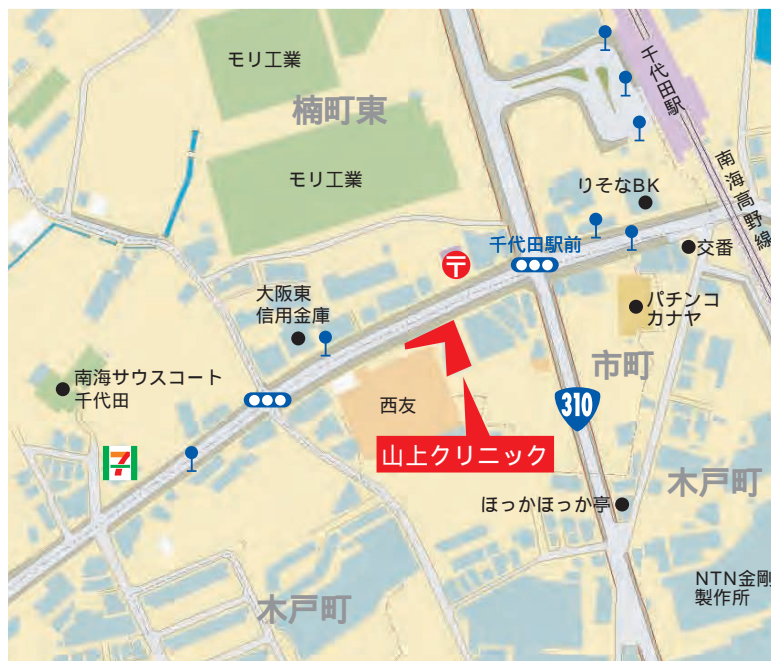 モリ工業
楠町東
千代田駅
モリ工業
りそなBK
南海高野線
千代田駅前
交番
〒
大阪東
信用金庫
パチンコ
カナヤ
市町
南海サウスコート
千代田
西友
310
7
山上クリニック
木戸町
ほっかほっか亭
NTN金剛
製作所
木戸町